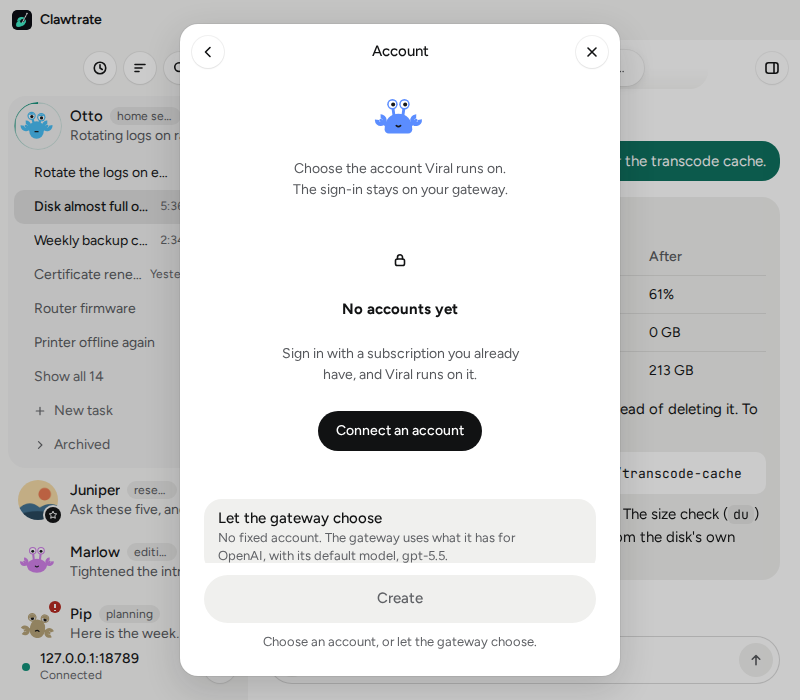 Clawtrate
Account
Choose the account Viral runs on.
The sign-in stays on your gateway.
No accounts yet
Sign in with a subscription you already
have, and Viral runs on it.
Connect an account
Let the gateway choose
No fixed account. The gateway uses what it has for
OpenAI, with its default model, gpt-5.5.
Create
Choose an account, or let the gateway choose.
Otto home se…
Rotating logs on
Rotate the logs on e…
Disk almost full o… 5:36
Weekly backup c… 2:34
Certificate rene… Yeste
Router firmware
Printer offline again
Show all 14
+ New task
Archived
Juniper rese…
Ask these five, an
Marlow editi…
Tightened the int
Pip planning
Here is the week.
127.0.0.1:18789
Connected
the transcode cache.
After
61%
0 GB
213 GB
ead of deleting it. To
/transcode-cache
The size check (du)
om the disk's own